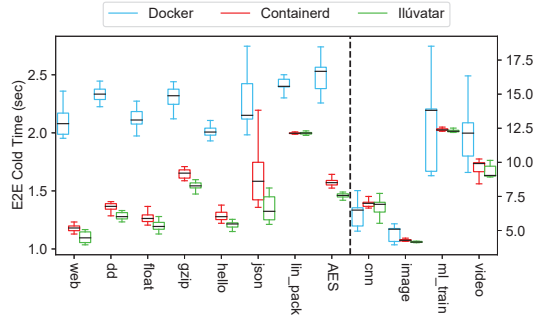 Docker Containerd Ilúvatar
E2E Cold Time (sec)
2.5
2.0
1.5
1.0
17.5
15.0
12.5
10.0
7.5
5.0
web
dd
float
gzip
hello
json
lin_pack
AES
cnn
image
ml_train
video